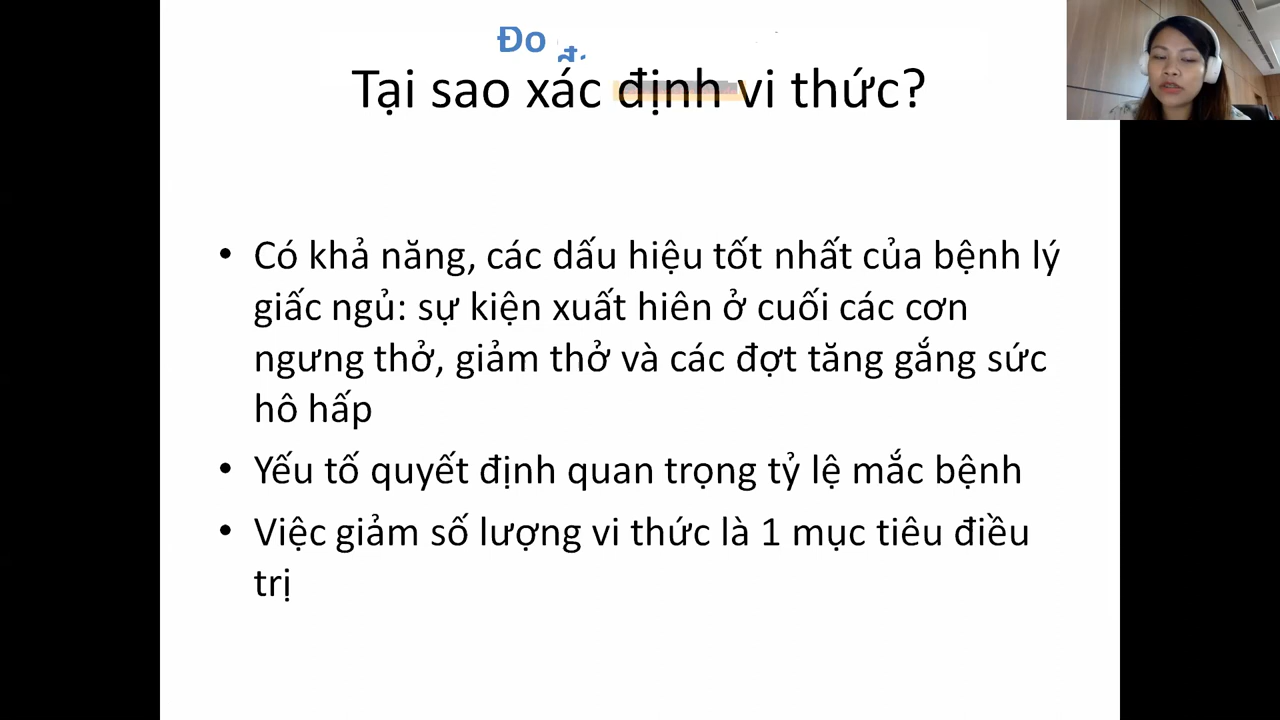 Đo
Tại sao xác định vi thức?
• Có khả năng, các dấu hiệu tốt nhất của bệnh lý
giấc ngủ: sự kiện xuất hiên ở cuối các cơn
ngưng thở, giảm thở và các đợt tăng gắng sức
hô hấp
• Yếu tố quyết định quan trọng tỷ lệ mắc bệnh
• Việc giảm số lượng vi thức là 1 mục tiêu điều
trị